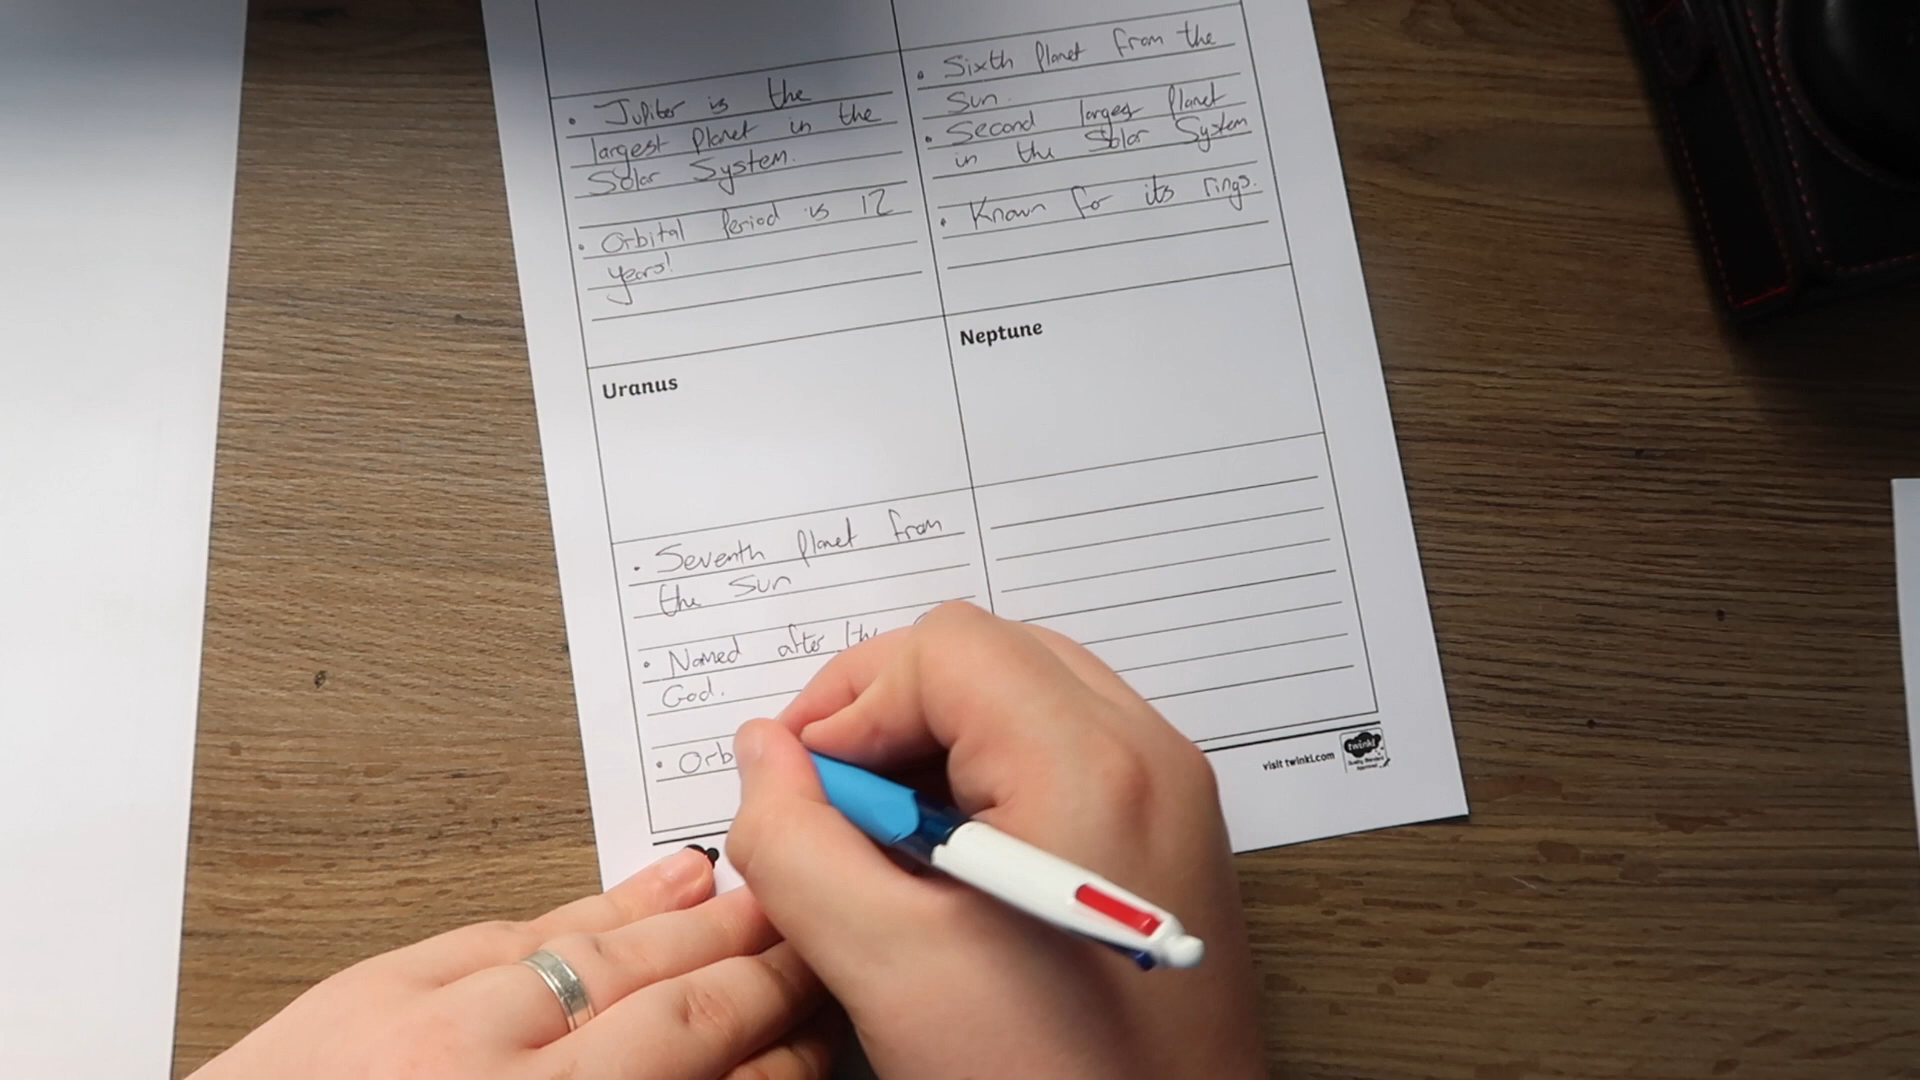 • Jupiter is the
largest Planet in the
Solar System.
• Orbital Period is 12
years!
• Sixth Planet from the
Sun.
• Second largest Planet
in the Solar System
• Known for its rings.
Uranus
• Seventh Planet from
the Sun
• Named after the
God.
• Orb
Neptune
visit twinkl.com
twinkl